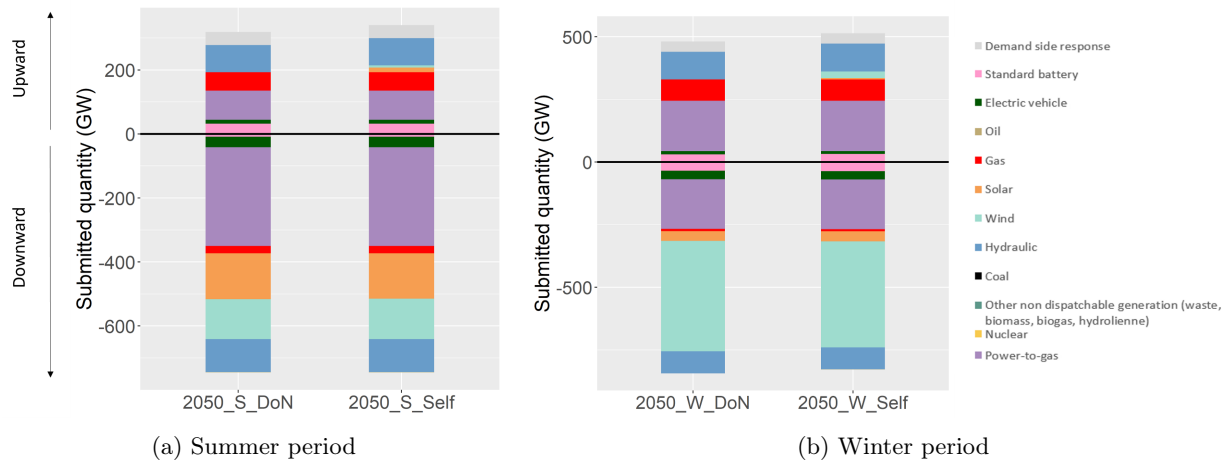 Upward
Downward
Submitted quantity (GW)
200
0
-200
-400
-600
2050_S_DoN
2050_S_Self
(a) Summer period
Submitted quantity (GW)
500
0
-500
2050_W_DoN
2050_W_Self
(b) Winter period
Demand side response
Standard battery
Electric vehicle
Oil
Gas
Solar
Wind
Hydraulic
Coal
Other non dispatchable generation (waste,
biomass, biogas, hydrolienne)
Nuclear
Power-to-gas